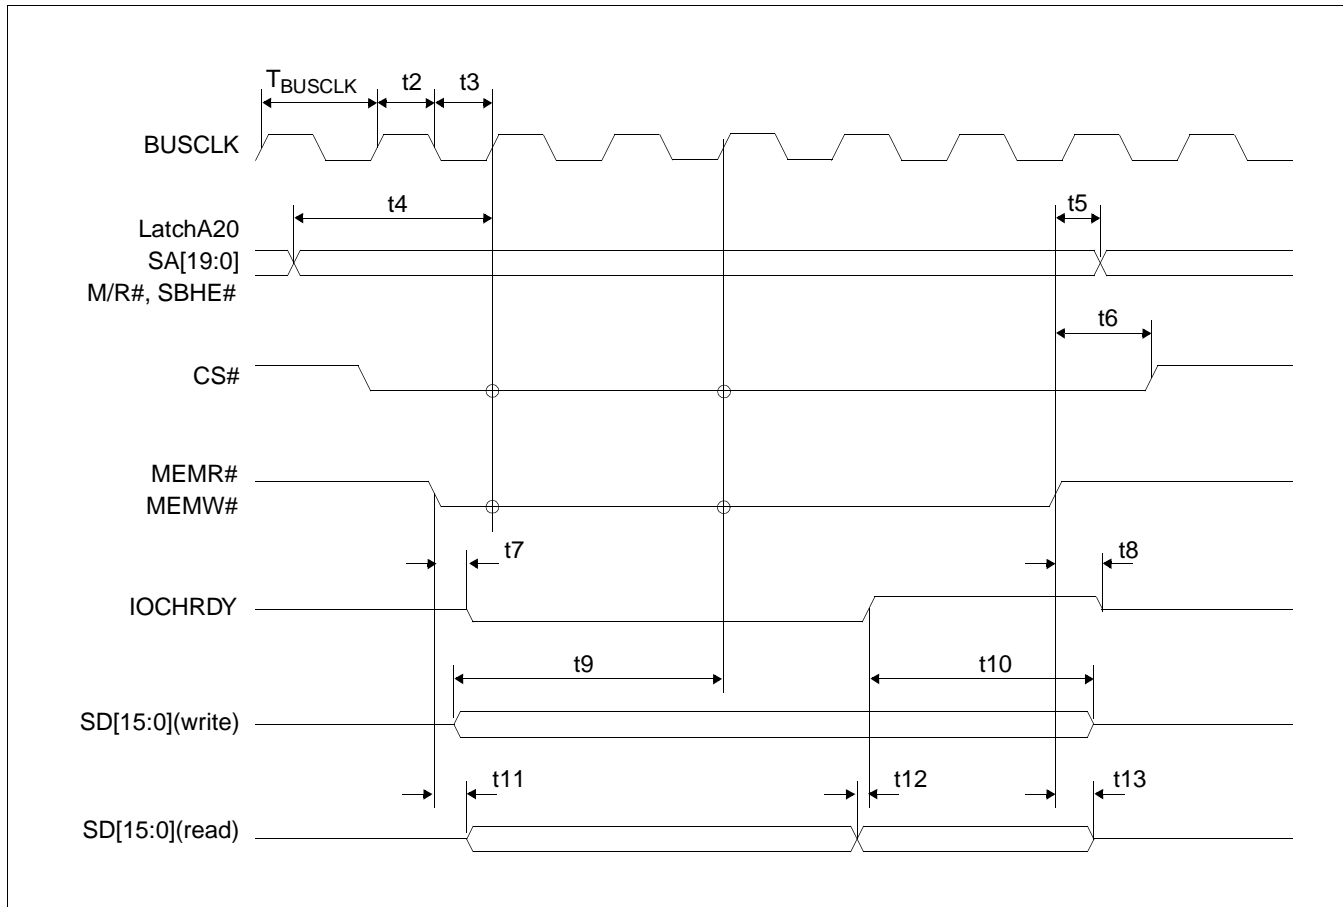 TBUSCLK t2 t3
BUSCLK
t4 t5
LatchA20
SA[19:0]
M/R#, SBHE#
t6
CS#
MEMR#
MEMW#
t7 t8
IOCHRDY
t9 t10
SD[15:0](write)
t11 t12 t13
SD[15:0](read)